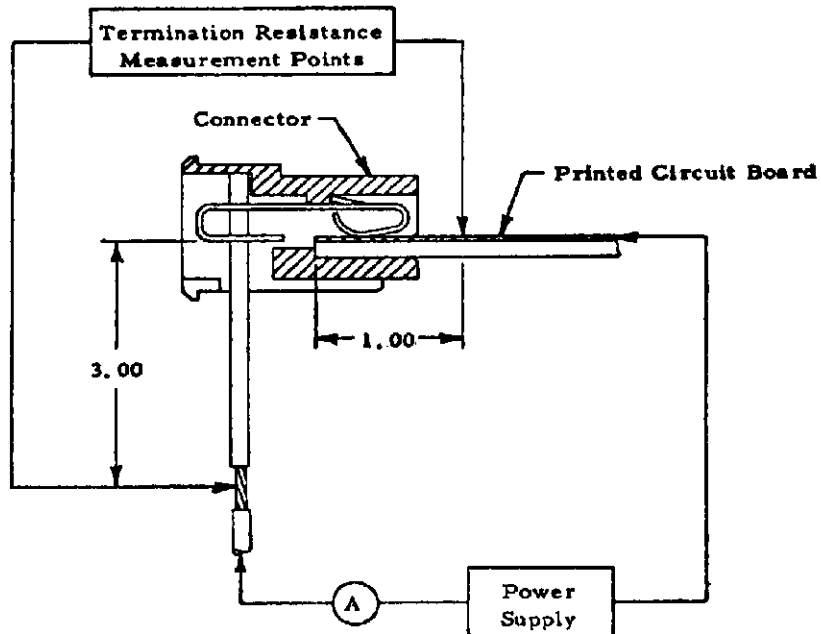 Termination Resistance
Measurement Points
Connector
Printed Circuit Board
1.00
3.00
A
Power
Supply